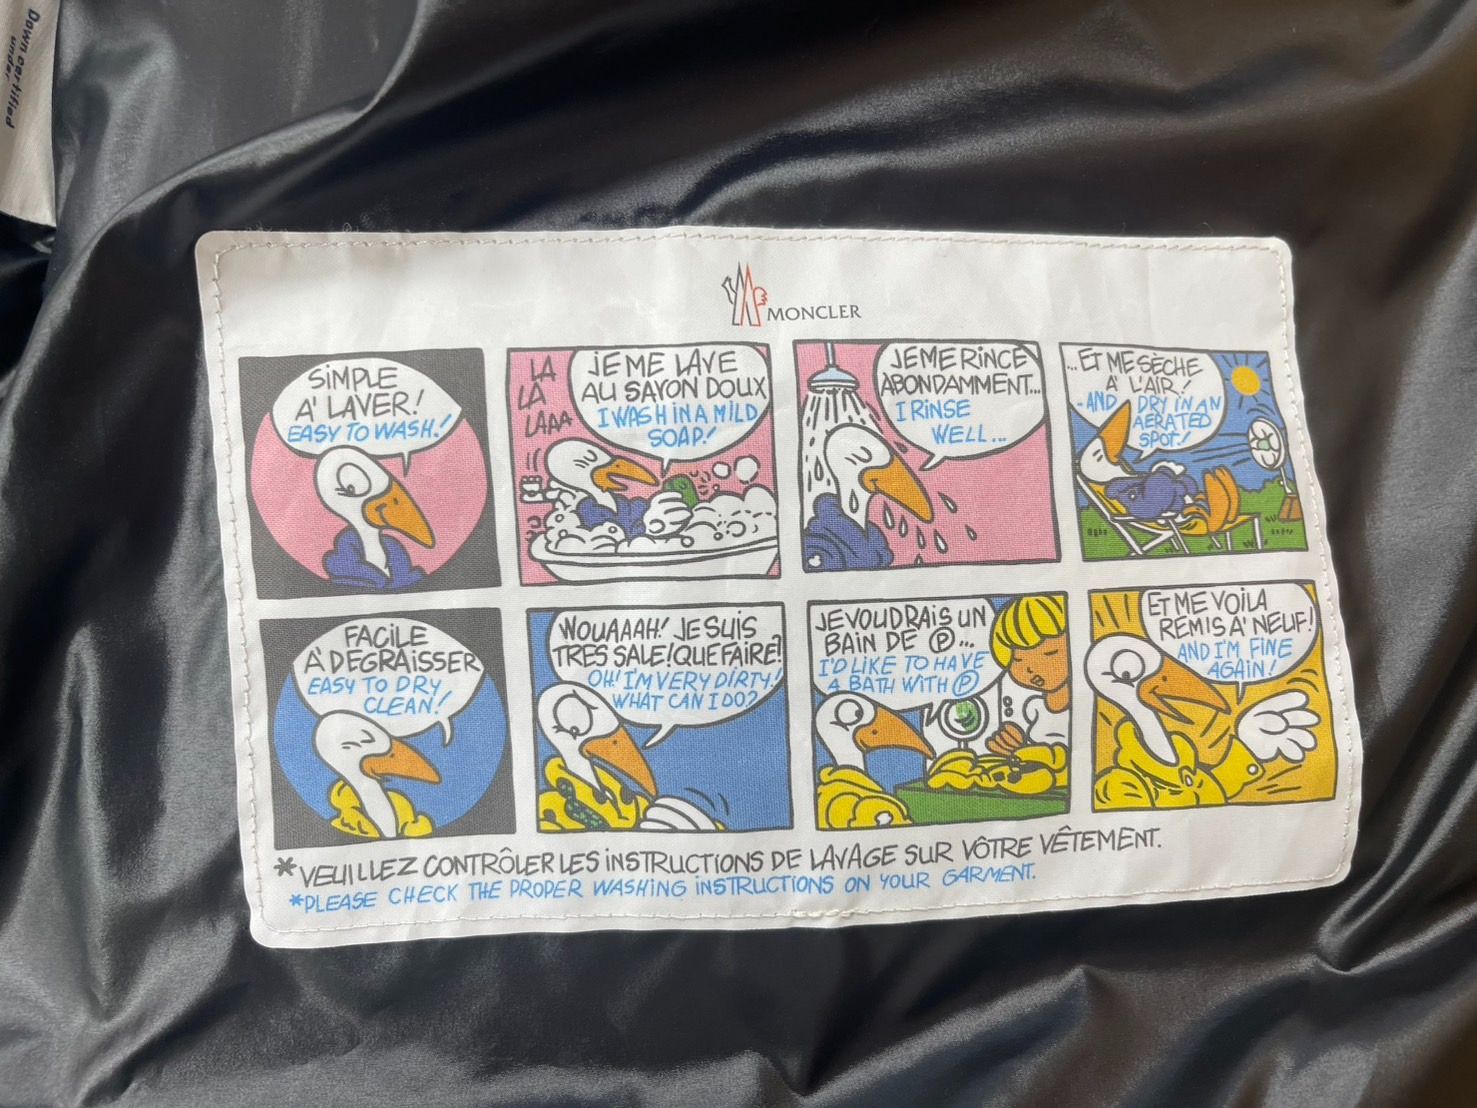 Down certified
under
MONCLER
SIMPLE
A' LAVER!
EASY TO WASH!
LA
LA
LAAA
JE ME LAVE
AU SAVON DOUX
I WASH IN A MILD
SOAP!
JE ME RINCE
ABONDAMMENT...
I RINSE
WELL...
...ET ME SÈCHE
A' L'AIR!
..AND DRY IN AN
AERATED
SPOT!
FACILE
A' DEGRAISSER
EASY TO DRY
CLEAN!
WOUAAAH! JE SUIS
TRES SALE! QUE FAIRE?
OH! I'M VERY DIRTY!
WHAT CAN I DO?
JE VOUDRAIS UN
BAIN DE Ⓟ...
I'D LIKE TO HAVE
A BATH WITH Ⓟ
ET ME VOILA
REMIS A' NEUF!
AND I'M FINE
AGAIN!
*VEUILLEZ CONTRÔLER LES INSTRUCTIONS DE LAVAGE SUR VÔTRE VÊTEMENT.
*PLEASE CHECK THE PROPER WASHING INSTRUCTIONS ON YOUR GARMENT.